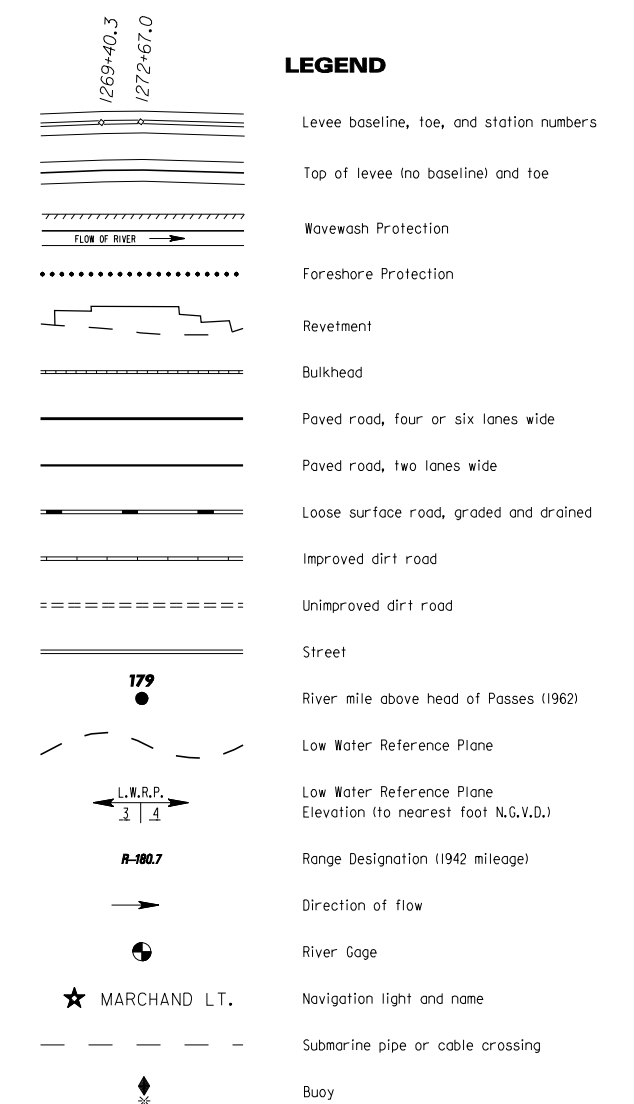 1269+40.3
1272+67.0
LEGEND
Levee baseline, toe, and station numbers
Top of levee (no baseline) and toe
Wavewash Protection
FLOW OF RIVER
Foreshore Protection
Revetment
Bulkhead
Paved road, four or six lanes wide
Paved road, two lanes wide
Loose surface road, graded and drained
Improved dirt road
Unimproved dirt road
Street
179
River mile above head of Passes (1962)
Low Water Reference Plane
L.W.R.P.
3 4
Low Water Reference Plane
Elevation (to nearest foot N.G.V.D.)
R-180.7
Range Designation (1942 mileage)
Direction of flow
River Gage
MARCHAND LT.
Navigation light and name
Submarine pipe or cable crossing
Buoy